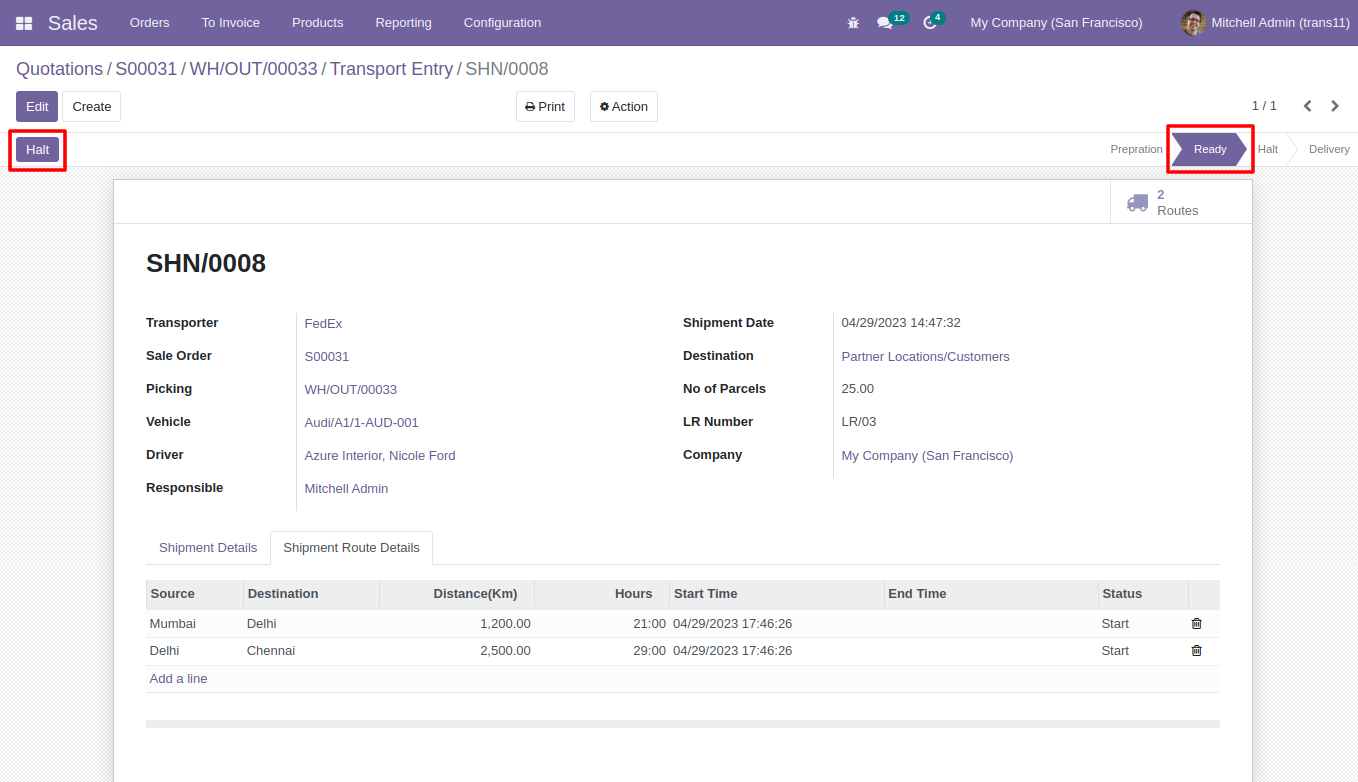 Sales Orders To Invoice Products Reporting Configuration 12 4 My Company (San Francisco) Mitchell Admin (trans11)
Quotations / S00031 / WH/OUT/00033 / Transport Entry / SHN/0008
Edit Create Print Action 1 / 1
Halt Prepration Ready Halt Delivery
2
Routes
SHN/0008
Transporter FedEx Shipment Date 04/29/2023 14:47:32
Sale Order S00031 Destination Partner Locations/Customers
Picking WH/OUT/00033 No of Parcels 25.00
Vehicle Audi/A1/1-AUD-001 LR Number LR/03
Driver Azure Interior, Nicole Ford Company My Company (San Francisco)
Responsible Mitchell Admin
Shipment Details Shipment Route Details
Source Destination Distance(Km) Hours Start Time End Time Status
Mumbai Delhi 1,200.00 21:00 04/29/2023 17:46:26 Start
Delhi Chennai 2,500.00 29:00 04/29/2023 17:46:26 Start
Add a line